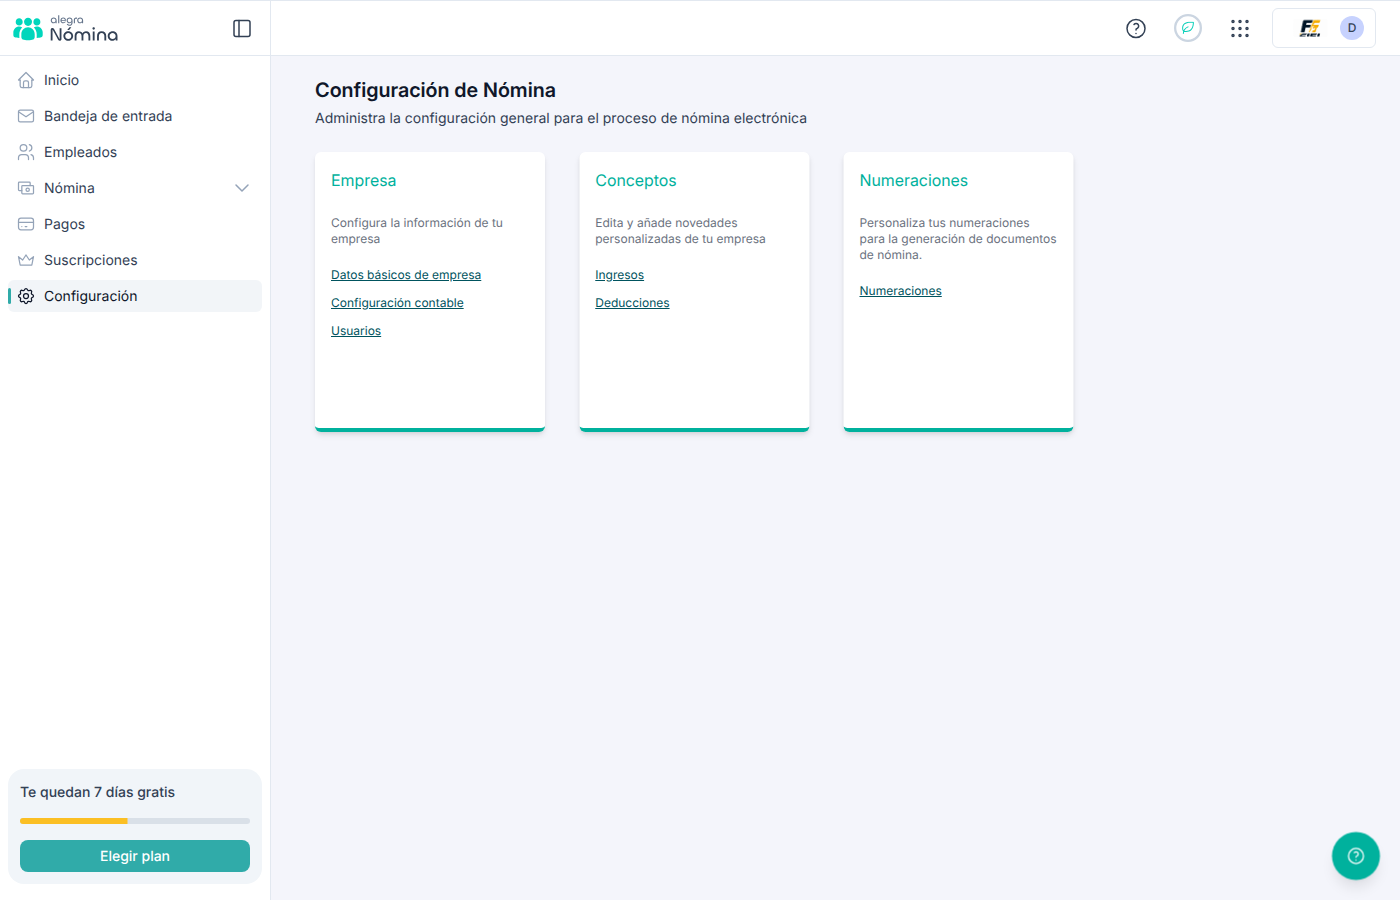 alegra
Nómina
D
Inicio
Bandeja de entrada
Empleados
Nómina
Pagos
Suscripciones
Configuración
Configuración de Nómina
Administra la configuración general para el proceso de nómina electrónica
Empresa
Configura la información de tu
empresa
Datos básicos de empresa
Configuración contable
Usuarios
Conceptos
Edita y añade novedades
personalizadas de tu empresa
Ingresos
Deducciones
Numeraciones
Personaliza tus numeraciones
para la generación de documentos
de nómina.
Numeraciones
Te quedan 7 días gratis
Elegir plan